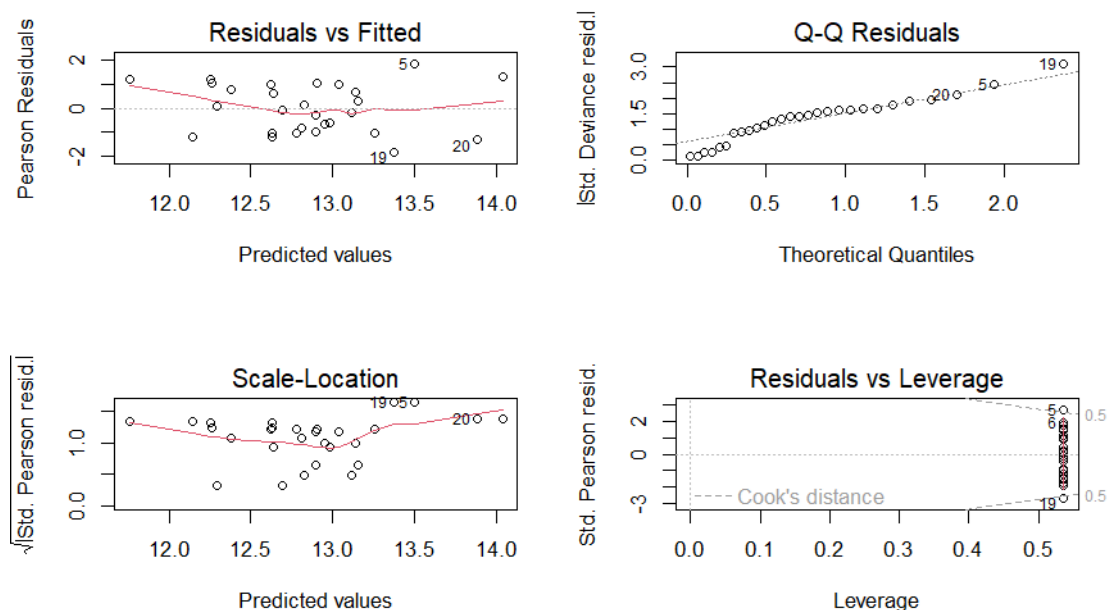 Residuals vs Fitted
Pearson Residuals
2
0
-2
5
19
20
12.0 12.5 13.0 13.5 14.0
Predicted values
Q-Q Residuals
|Std. Deviance resid.|
3.0
1.5
0.0
19
5
20
0.0 0.5 1.0 1.5 2.0
Theoretical Quantiles
Scale-Location
√|Std. Pearson resid.|
1.0
0.0
19 5
20
12.0 12.5 13.0 13.5 14.0
Predicted values
Residuals vs Leverage
Std. Pearson resid.
2
0
-3
5
6
19
0.5
0.5
Cook's distance
0.0 0.1 0.2 0.3 0.4 0.5
Leverage